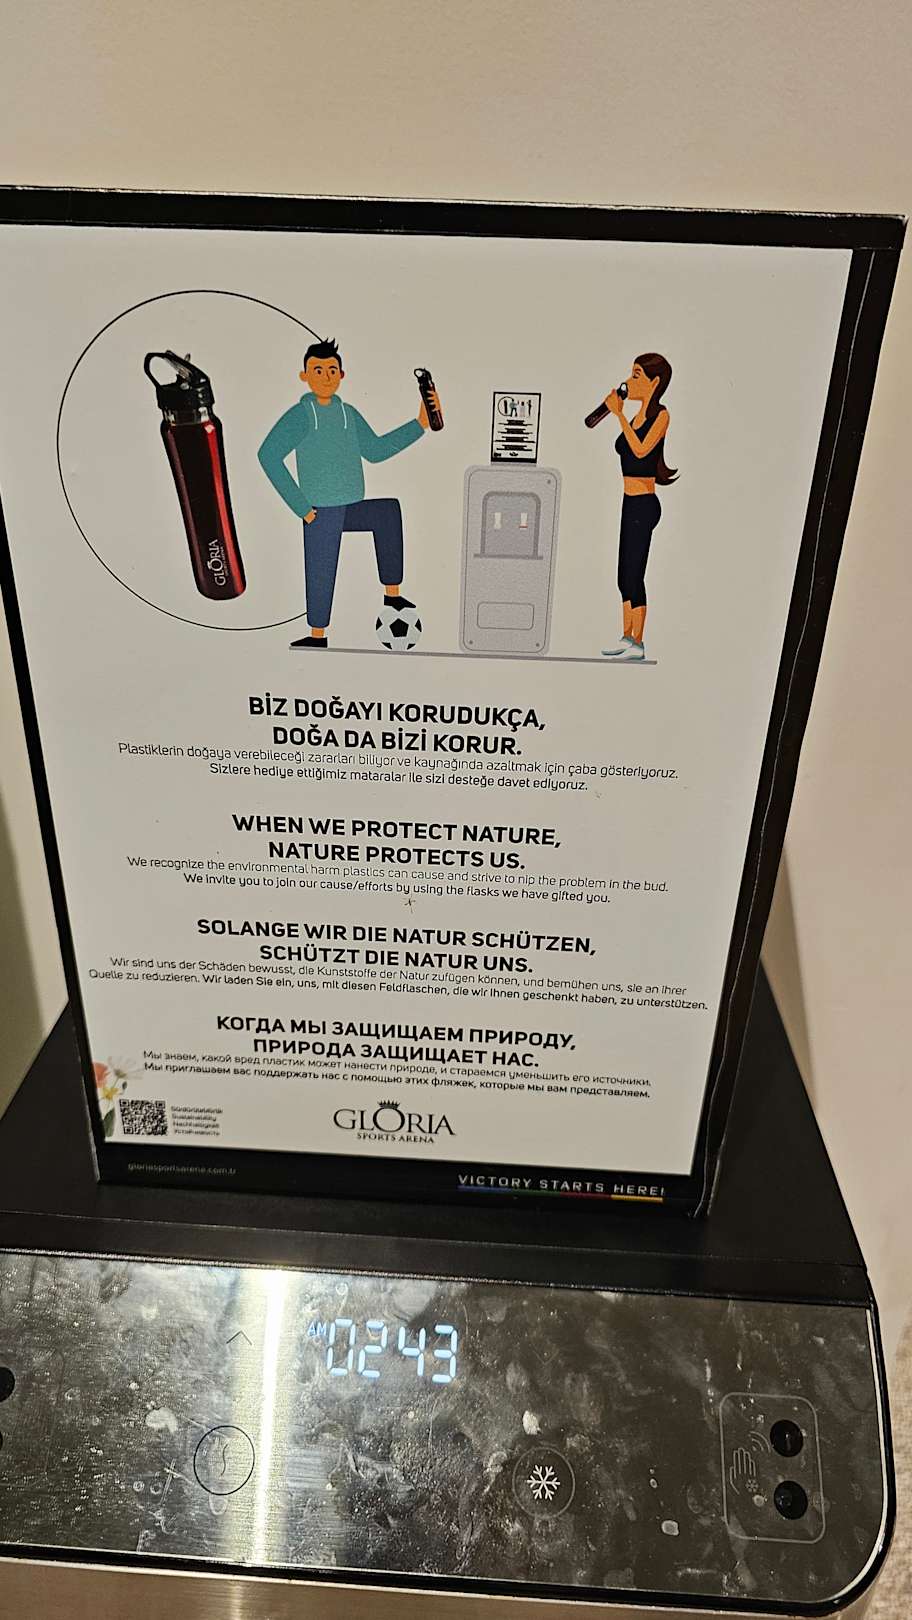 GLORIA
SPORTS ARENA
BİZ DOĞAYI KORUDUKÇA,
DOĞA DA BİZİ KORUR.
Plastiklerin doğaya verebileceği zararları biliyor ve kaynağında azaltmak için çaba gösteriyoruz.
Sizlere hediye ettiğimiz mataralar ile sizi desteğe davet ediyoruz.
WHEN WE PROTECT NATURE,
NATURE PROTECTS US.
We recognize the environmental harm plastics can cause and strive to nip the problem in the bud.
We invite you to join our cause/efforts by using the flasks we have gifted you.
SOLANGE WIR DIE NATUR SCHÜTZEN,
SCHÜTZT DIE NATUR UNS.
Wir sind uns der Schäden bewusst, die Kunststoffe der Natur zufügen können, und bemühen uns, sie an ihrer
Quelle zu reduzieren. Wir laden Sie ein, uns, mit diesen Feldflaschen, die wir Ihnen geschenkt haben, zu unterstützen.
КОГДА МЫ ЗАЩИЩАЕМ ПРИРОДУ,
ПРИРОДА ЗАЩИЩАЕТ НАС.
Мы знаем, какой вред пластик может нанести природе, и стараемся уменьшить его источники.
Мы приглашаем вас поддержать нас с помощью этих фляжек, которые мы вам представляем.
Sürdürülebilirlik
Sustainability
Nachhaltigkeit
Устойчивость
GLORIA
SPORTS ARENA
gloriasportsarena.com.tr
VICTORY STARTS HERE!
AM 0243